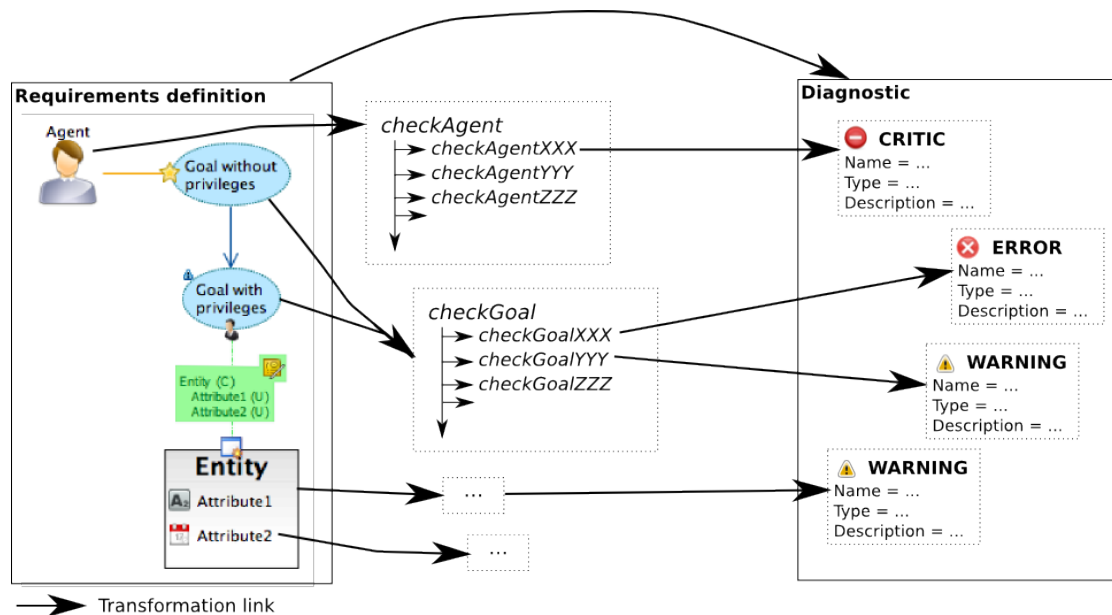 Requirements definition
Agent
Goal without
privileges
Goal with
privileges
Entity (C)
Attribute1 (U)
Attribute2 (U)
Entity
A₂ Attribute1
12 Attribute2
checkAgent
checkAgentXXX
checkAgentYYY
checkAgentZZZ
checkGoal
checkGoalXXX
checkGoalYYY
checkGoalZZZ
...
...
Diagnostic
CRITIC
Name = ...
Type = ...
Description = ...
ERROR
Name = ...
Type = ...
Description = ...
WARNING
Name = ...
Type = ...
Description = ...
WARNING
Name = ...
Type = ...
Description = ...
Transformation link